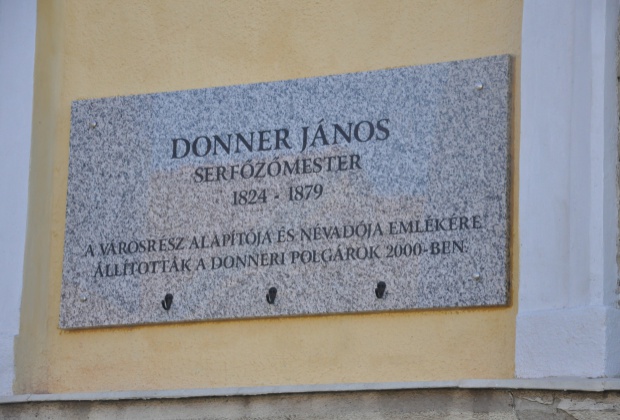 DONNER JÁNOS
SERFŐZŐMESTER
1824 - 1879
A VÁROSRÉSZ ALAPÍTÓJA ÉS NÉVADÓJA EMLÉKÉRE
ÁLLÍTOTTÁK A DONNERI POLGÁROK 2000-BEN.